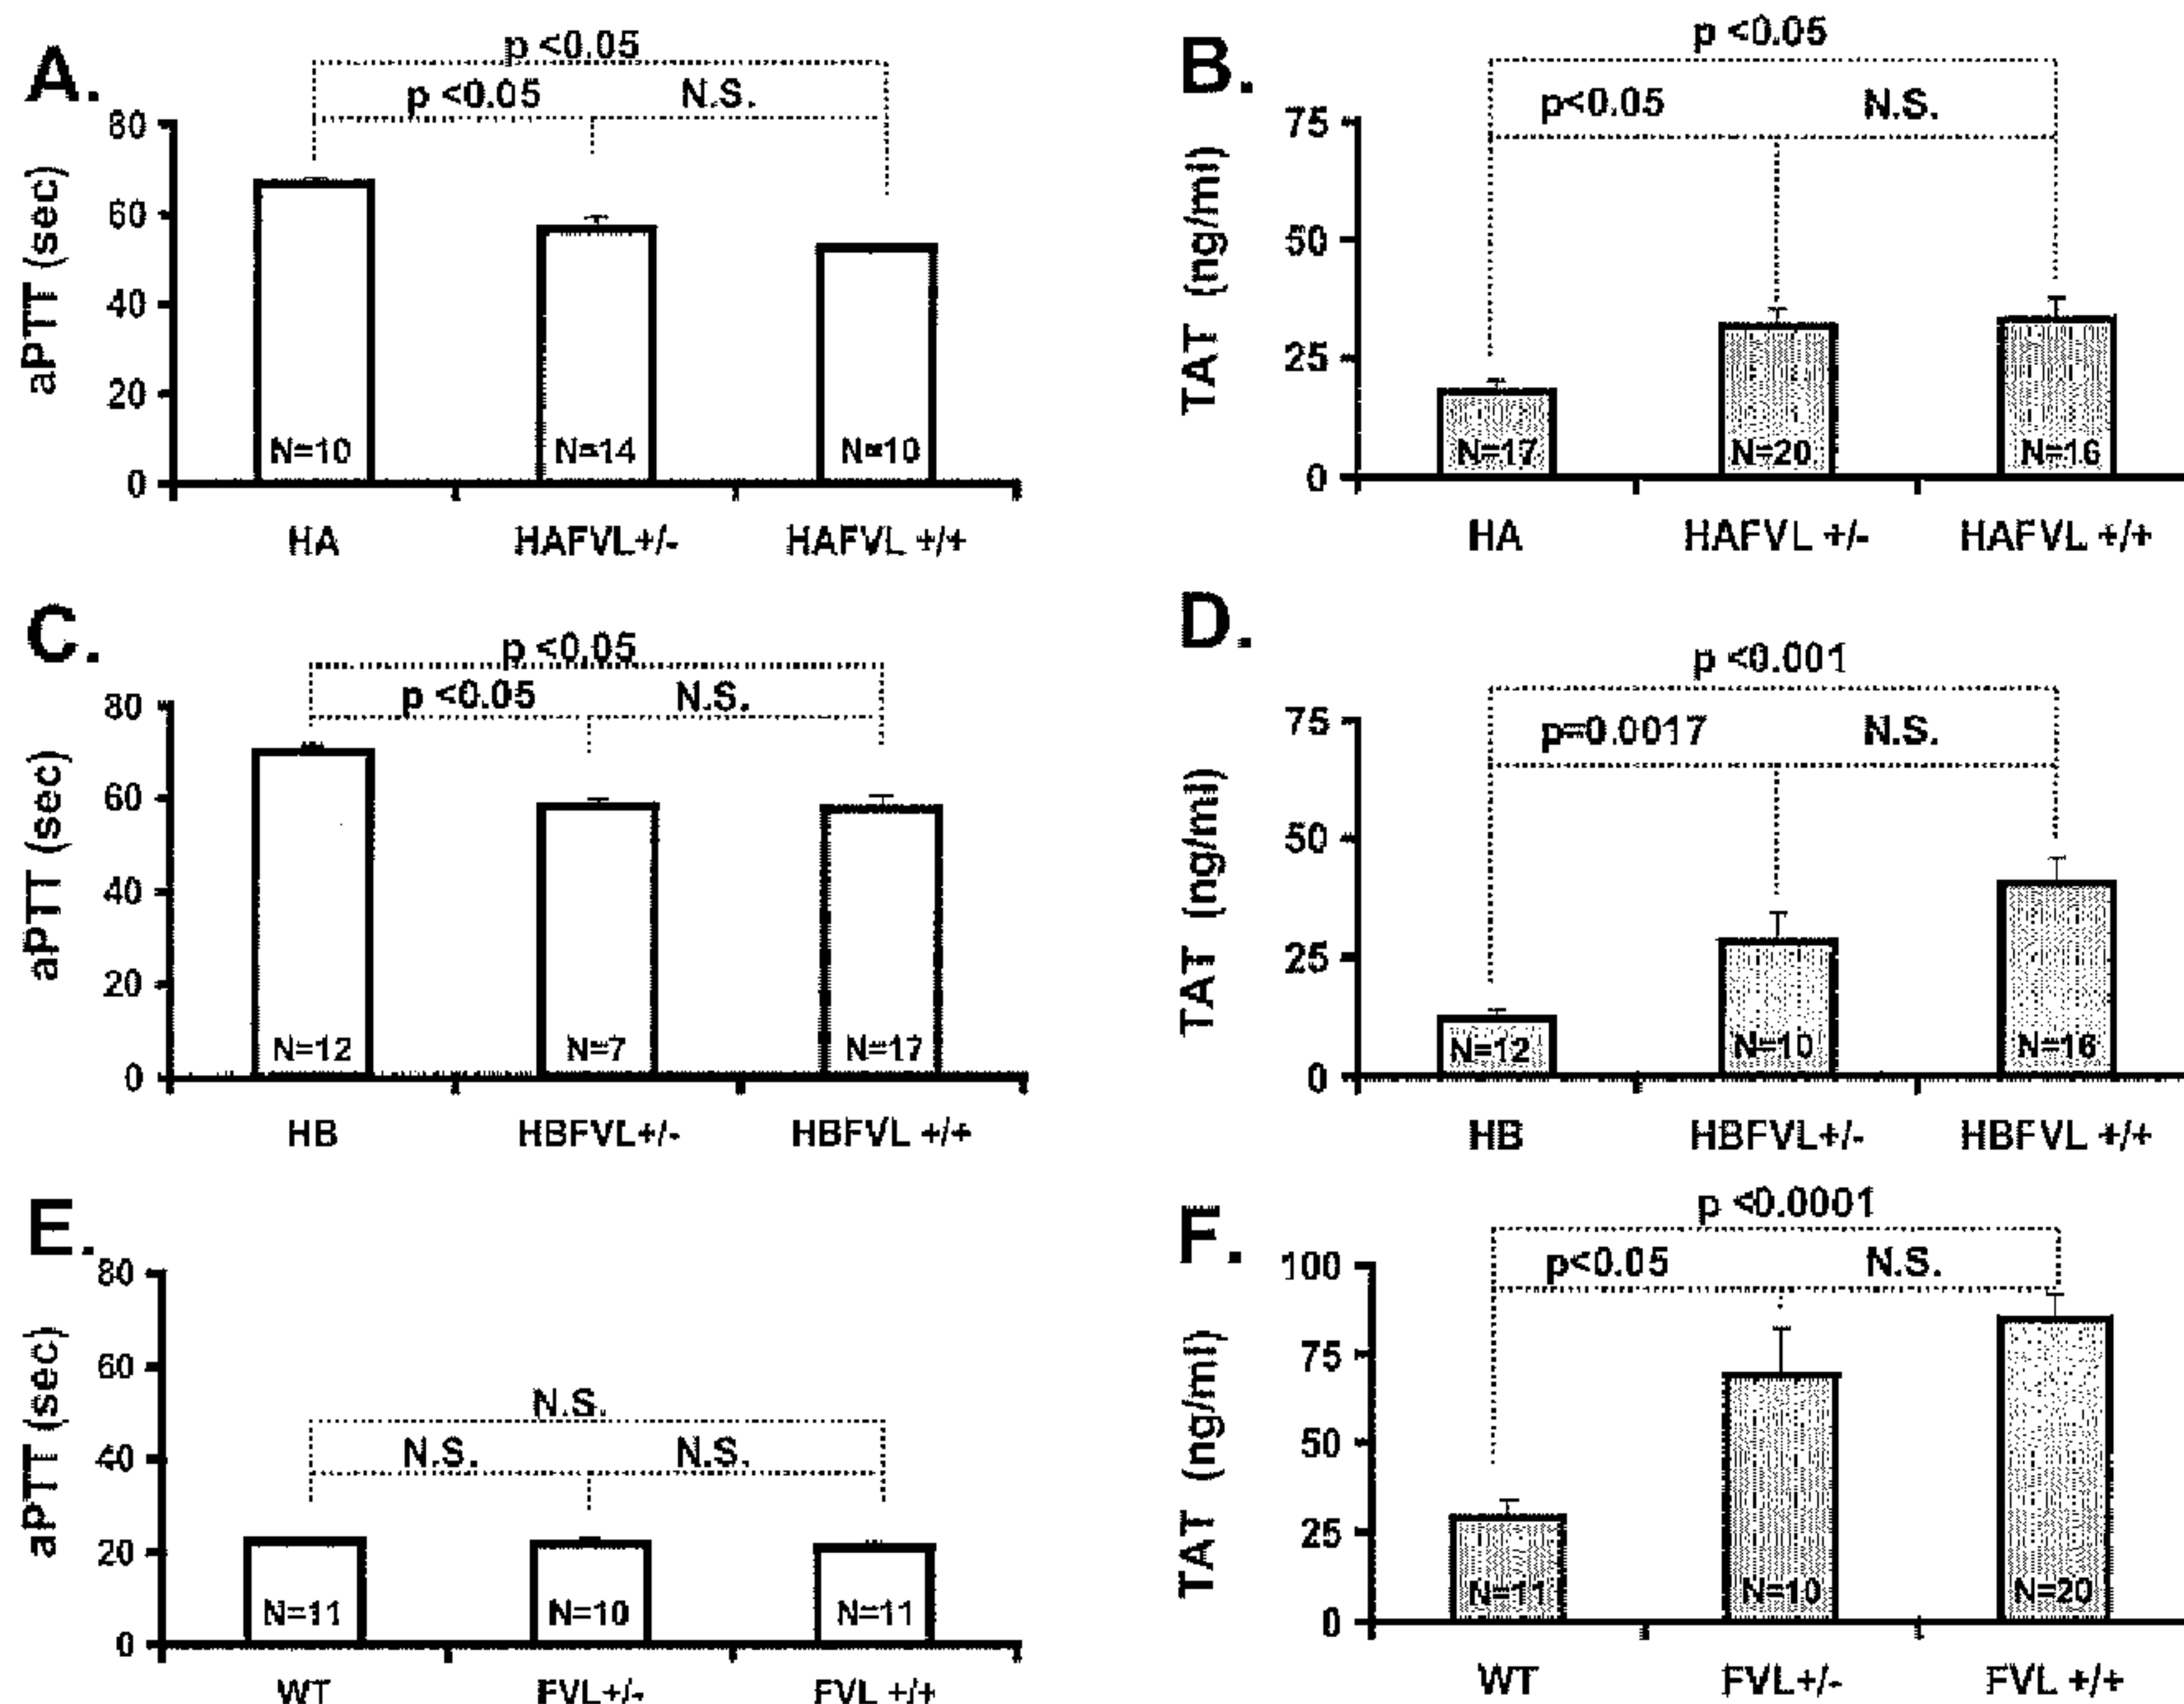 A.
p <0.05
p <0.05 N.S.
aPTT (sec)
80
60
40
20
0
N=10 N=14 N=10
HA HAFVL+/- HAFVL +/+
B.
p <0.05
p<0.05 N.S.
TAT (ng/ml)
75
50
25
0
N=17 N=20 N=16
HA HAFVL +/- HAFVL +/+
C.
p <0.05
p <0.05 N.S.
aPTT (sec)
80
60
40
20
0
N=12 N=7 N=17
HB HBFVL+/- HBFVL +/+
D.
p <0.001
p=0.0017 N.S.
TAT (ng/ml)
75
50
25
0
N=12 N=10 N=16
HB HBFVL+/- HBFVL +/+
E.
N.S.
N.S. N.S.
aPTT (sec)
80
60
40
20
0
N=11 N=10 N=11
WT FVL+/- FVL +/+
F.
p <0.0001
p<0.05 N.S.
TAT (ng/ml)
100
75
50
25
0
N=11 N=10 N=20
WT FVL+/- FVL +/+